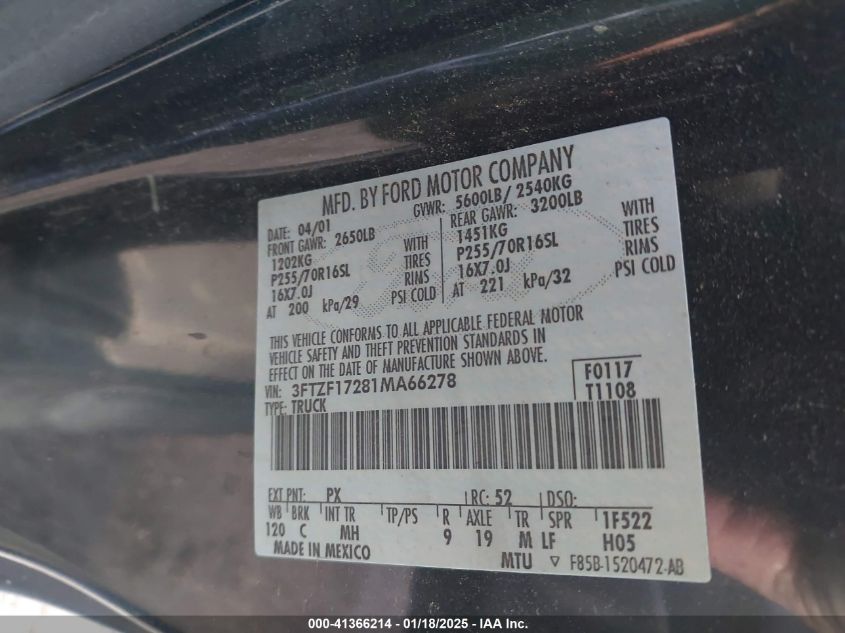 MFD. BY FORD MOTOR COMPANY
DATE: 04/01 GVWR: 5600LB/ 2540KG
FRONT GAWR: 2650LB REAR GAWR: 3200LB
1202KG WITH 1451KG WITH
P255/70R16SL TIRES P255/70R16SL TIRES
16X7.0J RIMS 16X7.0J RIMS
AT 200 kPa/29 PSI COLD AT 221 kPa/32 PSI COLD
THIS VEHICLE CONFORMS TO ALL APPLICABLE FEDERAL MOTOR
VEHICLE SAFETY AND THEFT PREVENTION STANDARDS IN
EFFECT ON THE DATE OF MANUFACTURE SHOWN ABOVE.
VIN: 3FTZF17281MA66278 F0117
TYPE: TRUCK T1108
EXT PNT: PX RC: 52 DSO:
WB BRK INT TR TP/PS R AXLE TR SPR 1F522
120 C MH 9 19 M LF H05
MADE IN MEXICO MTU ▽ F85B-1520472-AB
000-41366214 - 01/18/2025 - Copyright © IAA Inc.